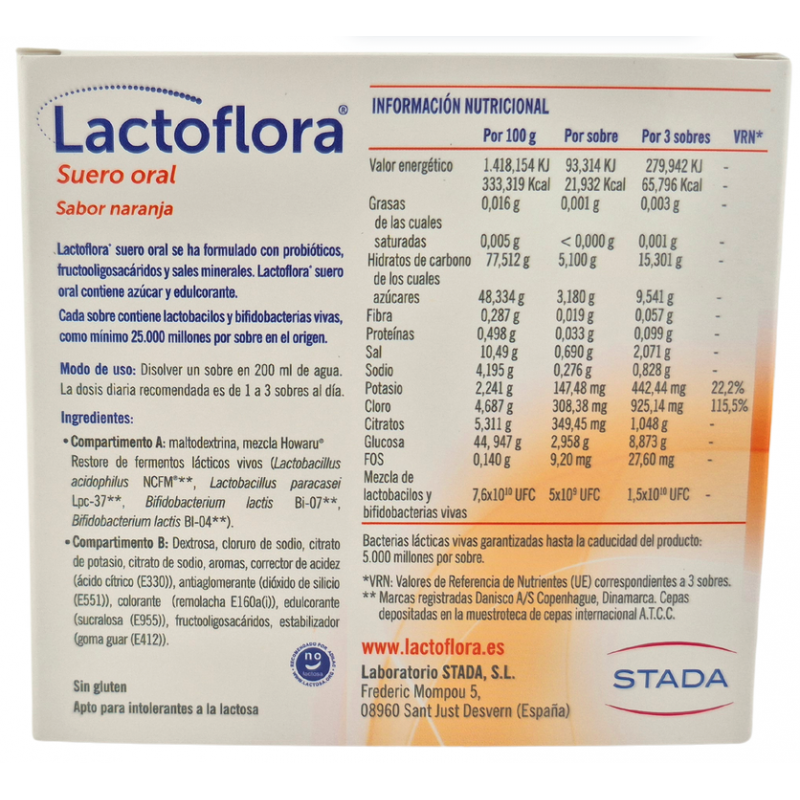 Lactoflora®
Suero oral
Sabor naranja
Lactoflora® suero oral se ha formulado con probióticos,
fructooligosacáridos y sales minerales. Lactoflora® suero
oral contiene azúcar y edulcorante.
Cada sobre contiene lactobacilos y bifidobacterias vivas,
como mínimo 25.000 millones por sobre en el origen.
Modo de uso: Disolver un sobre en 200 ml de agua.
La dosis diaria recomendada es de 1 a 3 sobres al día.
Ingredientes:
• Compartimento A: maltodextrina, mezcla Howaru®
Restore de fermentos lácticos vivos (Lactobacillus
acidophilus NCFM®**, Lactobacillus paracasei
Lpc-37**, Bifidobacterium lactis Bi-07**,
Bifidobacterium lactis BI-04**).
• Compartimento B: Dextrosa, cloruro de sodio, citrato
de potasio, citrato de sodio, aromas, corrector de acidez
(ácido cítrico (E330)), antiaglomerante (dióxido de silicio
(E551)), colorante (remolacha E160a(i)), edulcorante
(sucralosa (E955)), fructooligosacáridos, estabilizador
(goma guar (E412)).
RECOMENDADO POR ADILAC
no
lactosa
WWW.LACTOSA.ORG
Sin gluten
Apto para intolerantes a la lactosa
INFORMACIÓN NUTRICIONAL
Por 100 g Por sobre Por 3 sobres VRN*
Valor energético 1.418,154 KJ 93,314 KJ 279,942 KJ -
333,319 Kcal 21,932 Kcal 65,796 Kcal -
Grasas 0,016 g 0,001 g 0,003 g -
de las cuales
saturadas 0,005 g < 0,000 g 0,001 g -
Hidratos de carbono 77,512 g 5,100 g 15,301 g -
de los cuales
azúcares 48,334 g 3,180 g 9,541 g -
Fibra 0,287 g 0,019 g 0,057 g -
Proteínas 0,498 g 0,033 g 0,099 g -
Sal 10,49 g 0,690 g 2,071 g -
Sodio 4,195 g 0,276 g 0,828 g -
Potasio 2,241 g 147,48 mg 442,44 mg 22,2%
Cloro 4,687 g 308,38 mg 925,14 mg 115,5%
Citratos 5,311 g 349,45 mg 1,048 g -
Glucosa 44, 947 g 2,958 g 8,873 g -
FOS 0,140 g 9,20 mg 27,60 mg -
Mezcla de
lactobacilos y 7,6x10¹⁰ UFC 5x10⁹ UFC 1,5x10¹⁰ UFC -
bifidobacterias vivas
Bacterias lácticas vivas garantizadas hasta la caducidad del producto:
5.000 millones por sobre.
*VRN: Valores de Referencia de Nutrientes (UE) correspondientes a 3 sobres.
** Marcas registradas Danisco A/S Copenhague, Dinamarca. Cepas
depositadas en la muestroteca de cepas internacional A.T.C.C.
www.lactoflora.es
Laboratorio STADA, S.L.
Frederic Mompou 5,
08960 Sant Just Desvern (España)
STADA